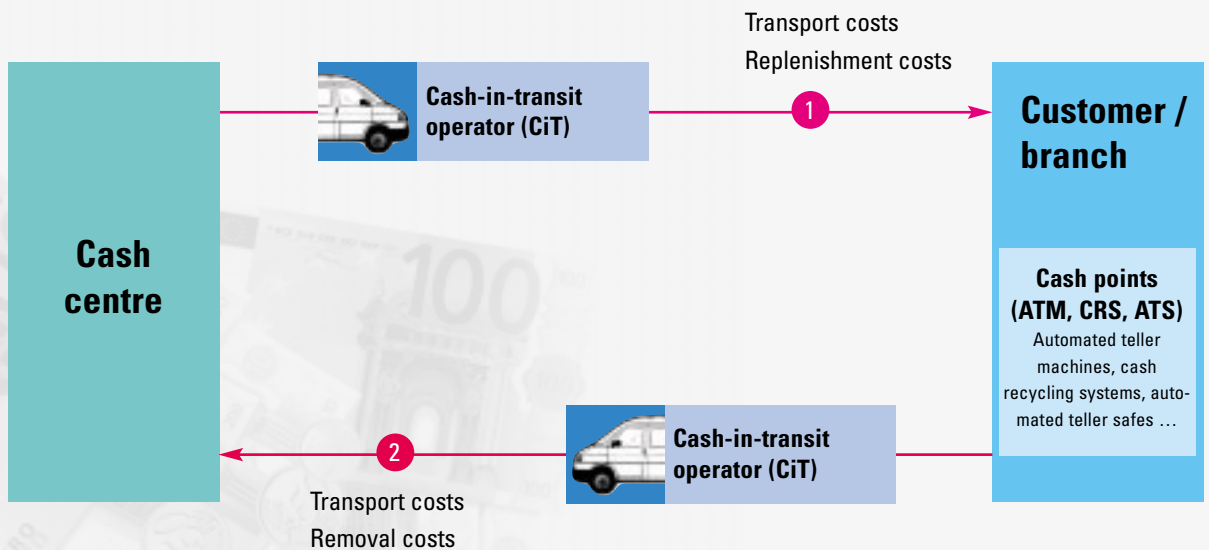 Transport costs
Replenishment costs
Cash-in-transit
operator (CiT)
1
Customer /
branch
Cash
centre
100
Cash points
(ATM, CRS, ATS)
Automated teller
machines, cash
recycling systems, auto-
mated teller safes …
Cash-in-transit
operator (CiT)
2
Transport costs
Removal costs